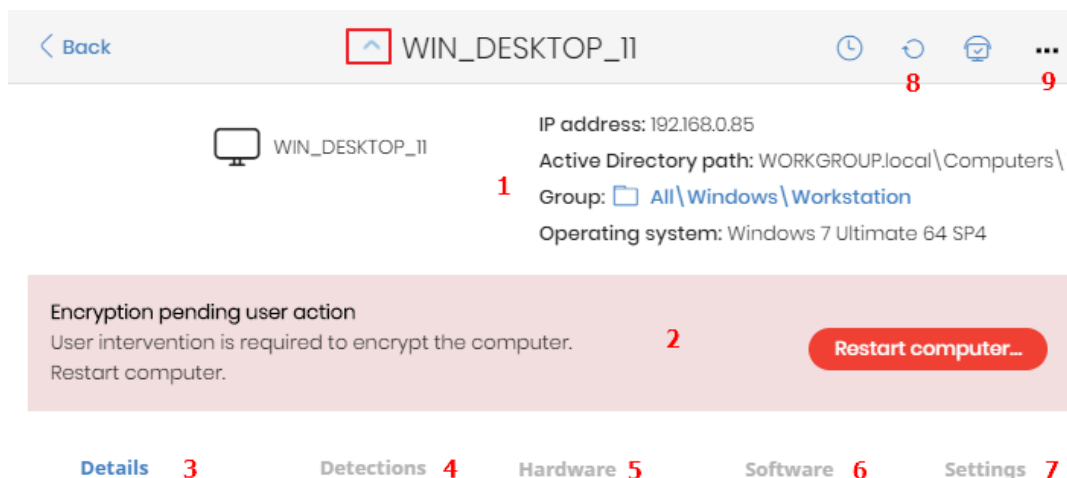 Back
WIN_DESKTOP_11
8
9
WIN_DESKTOP_11
IP address: 192.168.0.85
Active Directory path: WORKGROUP.local\Computers\
1
Group: All\Windows\Workstation
Operating system: Windows 7 Ultimate 64 SP4
Encryption pending user action
User intervention is required to encrypt the computer.
2
Restart computer...
Restart computer.
Details 3
Detections 4
Hardware 5
Software 6
Settings 7